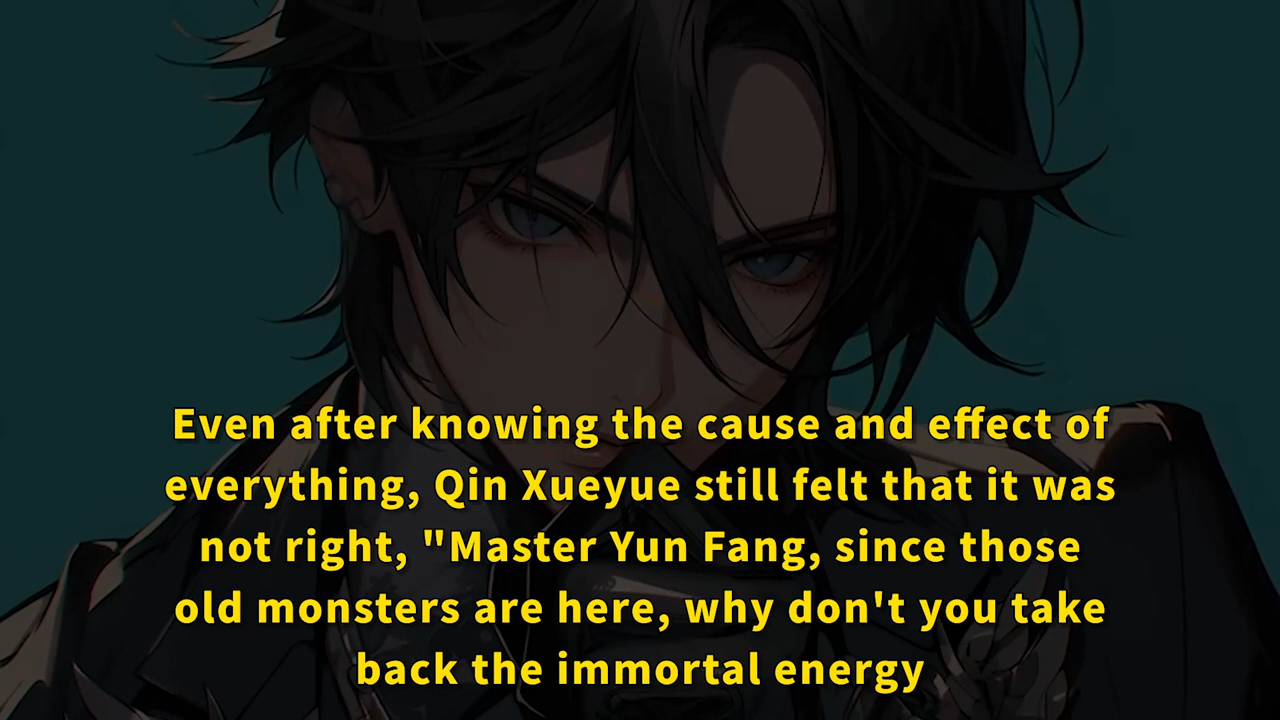 Even after knowing the cause and effect of
everything, Qin Xueyue still felt that it was
not right, "Master Yun Fang, since those
old monsters are here, why don't you take
back the immortal energy